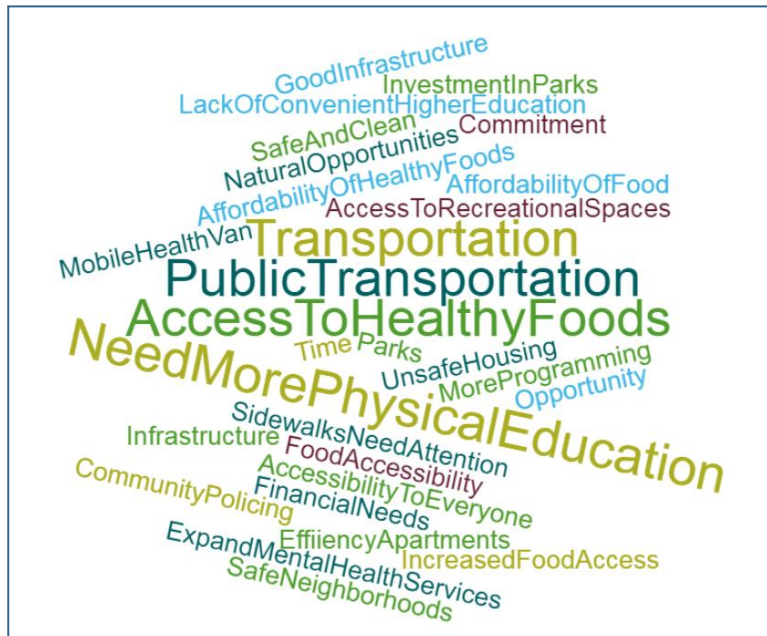 GoodInfrastructure
InvestmentInParks
LackOfConvenientHigherEducation
SafeAndClean
Commitment
NaturalOpportunities
AffordabilityOfHealthyFoods
AffordabilityOfFood
AccessToRecreationalSpaces
MobileHealthVan
Transportation
PublicTransportation
AccessToHealthyFoods
NeedMorePhysicalEducation
Time
Parks
UnsafeHousing
MoreProgramming
Opportunity
SidewalksNeedAttention
Infrastructure
FoodAccessibility
AccessibilityToEveryone
CommunityPolicing
FinancialNeeds
EffiiencyApartments
ExpandMentalHealthServices
IncreasedFoodAccess
SafeNeighborhoods